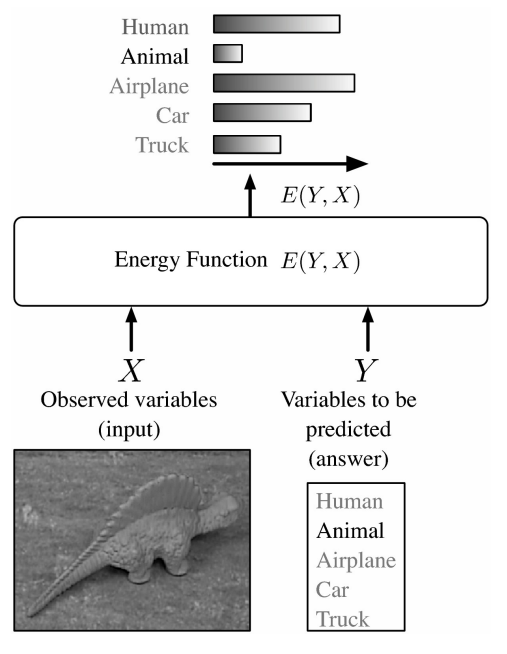 Human
Animal
Airplane
Car
Truck
E(Y, X)
Energy Function E(Y, X)
X
Observed variables
(input)
Y
Variables to be
predicted
(answer)
Human
Animal
Airplane
Car
Truck